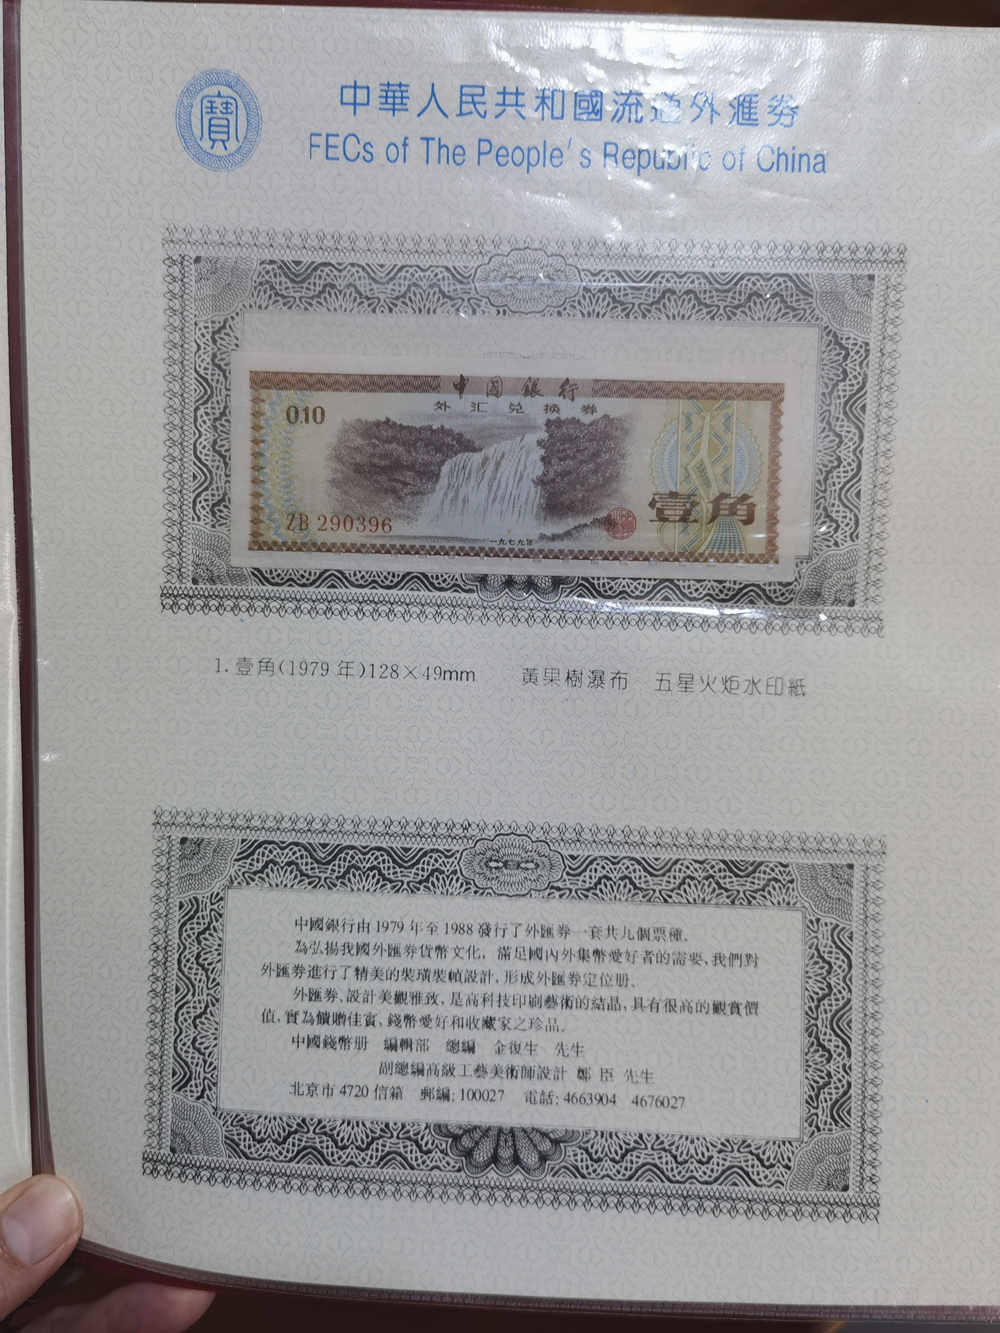 寶
中華人民共和國流通外滙券
FECs of The People's Republic of China
中國銀行
外汇兑换券
0.10
ZB 290396
壹角
一九七九年
1.壹角(1979年)128×49mm 黃果樹瀑布 五星火炬水印紙
中國銀行由1979年至1988發行了外匯券一套共九個票種.
為弘揚我國外匯券貨幣文化, 滿足國內外集幣愛好者的需要、我們對
外匯券進行了精美的裝璜裝幀設計, 形成外匯券定位册.
外匯券、設計美觀雅致, 是高科技印刷藝術的結晶, 具有很高的觀賞價
值, 實為饋贈佳賓、錢幣愛好和收藏家之珍品.
中國錢幣册 編輯部 總編 金復生 先生
副總編高級工藝美術師設計 鄭臣 先生
北京市4720信箱 郵編: 100027 電話: 4663904 4676027